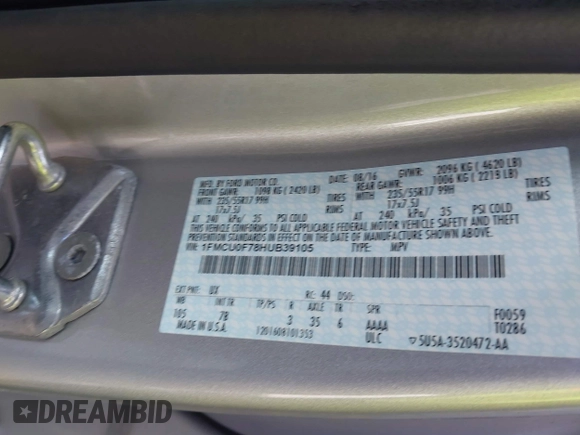 MFD. BY FORD MOTOR CO.
DATE: 08/16 GVWR: 2096 KG ( 4620 LB)
FRONT GAWR: 1098 KG ( 2420 LB) REAR GAWR: 1006 KG ( 2218 LB)
235/55R17 99H TIRES 235/55R17 99H TIRES
17x7.5J RIMS 17x7.5J RIMS
AT 240 kPa/ 35 PSI COLD AT 240 kPa/ 35 PSI COLD
THIS VEHICLE CONFORMS TO ALL APPLICABLE FEDERAL MOTOR VEHICLE SAFETY AND THEFT
PREVENTION STANDARDS IN EFFECT ON THE DATE OF MANUFACTURE SHOWN ABOVE.
VIN: 1FMCU0F78HUB39105 TYPE: MPV
EXT PNT: UX RC: 44 DSO: F0059
WB INT TR TP/PS R AX TR SPR T0286
105 7B 3 35 6 AAAA
MADE IN U.S.A. 1201608101353 ULC 5U5A-3520472-AA
DREAMBID